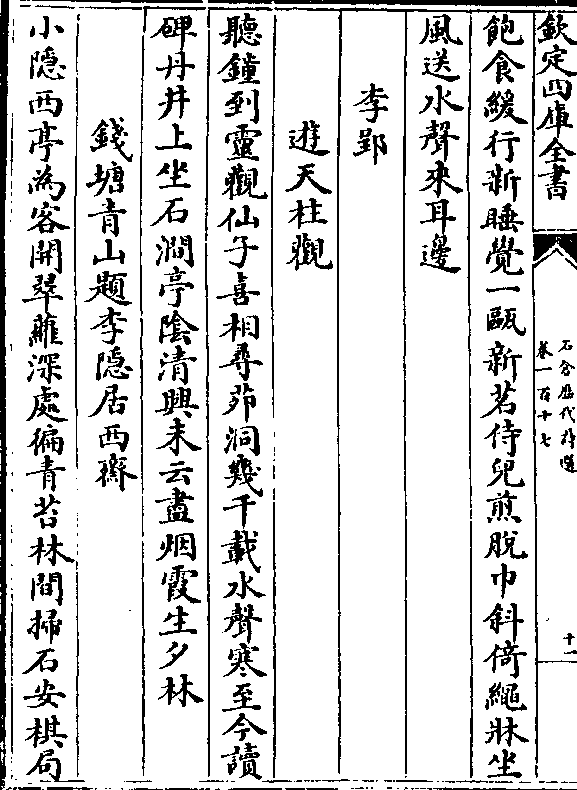 欽定四庫全書
石倉歷代詩選
卷一百十七
十一
飽食緩行新睡覺一甌新茗侍兒煎脫巾斜倚繩牀坐
風送水聲來耳邊
李郢
遊天柱觀
聽鐘到靈觀仙子喜相尋茆洞幾千載水聲寒至今讀
碑丹井上坐石澗亭陰清興未云盡烟霞生夕林
錢塘青山題李隱居西齋
小隱西亭為客開翠蘿深處徧青苔林間掃石安棋局